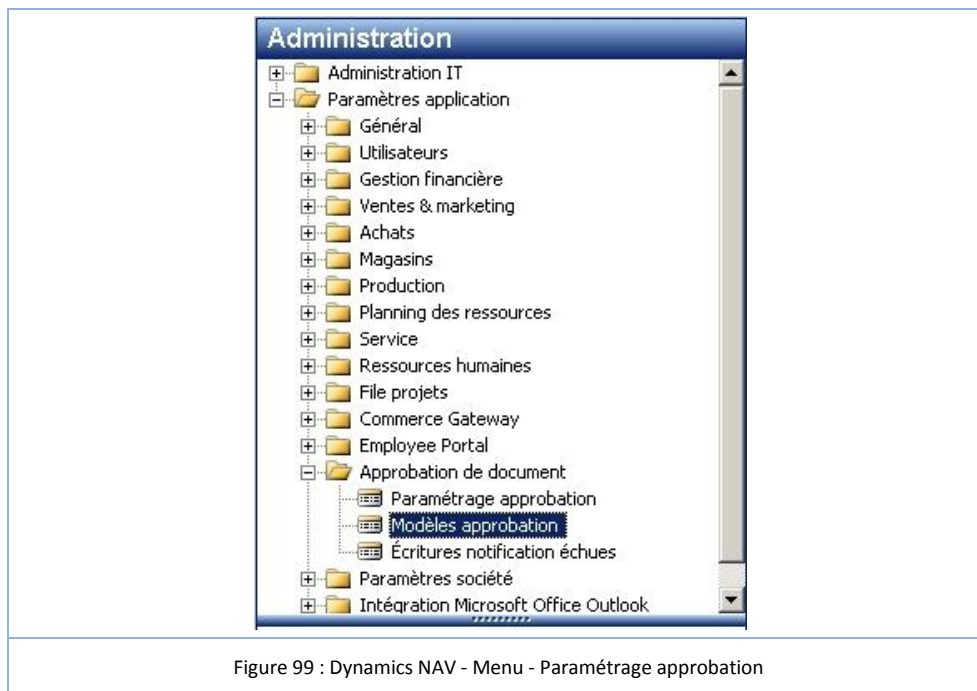 Administration
Administration IT
Paramètres application
Général
Utilisateurs
Gestion financière
Ventes & marketing
Achats
Magasins
Production
Planning des ressources
Service
Ressources humaines
File projets
Commerce Gateway
Employee Portal
Approbation de document
Paramétrage approbation
Modèles approbation
Écritures notification échues
Paramètres société
Intégration Microsoft Office Outlook
Figure 99 : Dynamics NAV - Menu - Paramétrage approbation